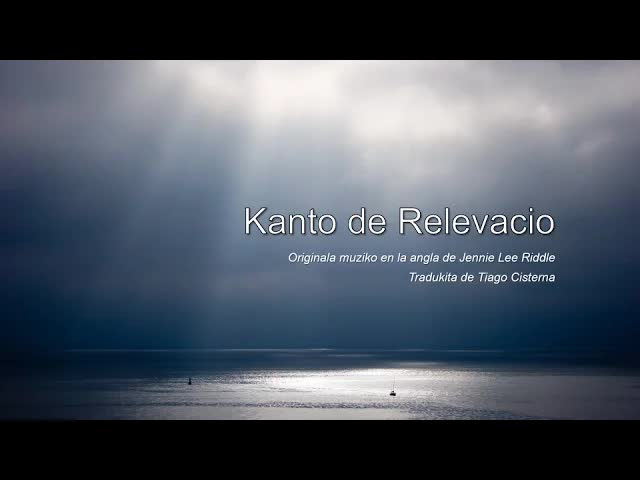 Kanto de Relevacio
Originala muziko en la angla de Jennie Lee Riddle
Tradukita de Tiago Cisterna